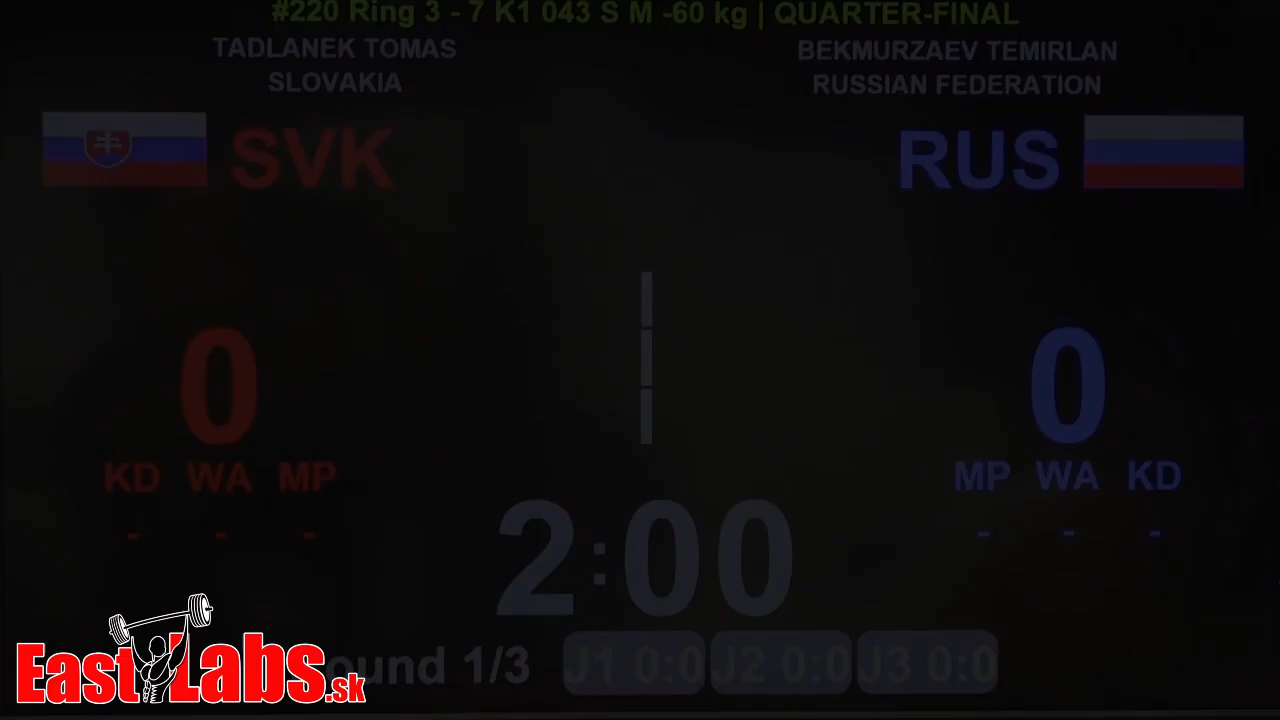 #220 Ring 3 - 7 K1 043 S M -60 kg | QUARTER-FINAL
TADLANEK TOMAS
SLOVAKIA
BEKMURZAEV TEMIRLAN
RUSSIAN FEDERATION
SVK
RUS
0
0
KD WA MP
MP WA KD
- - -
- - -
2:00
ound 1/3
J1 0:0
J2 0:0
J3 0:0
EastLabs.sk